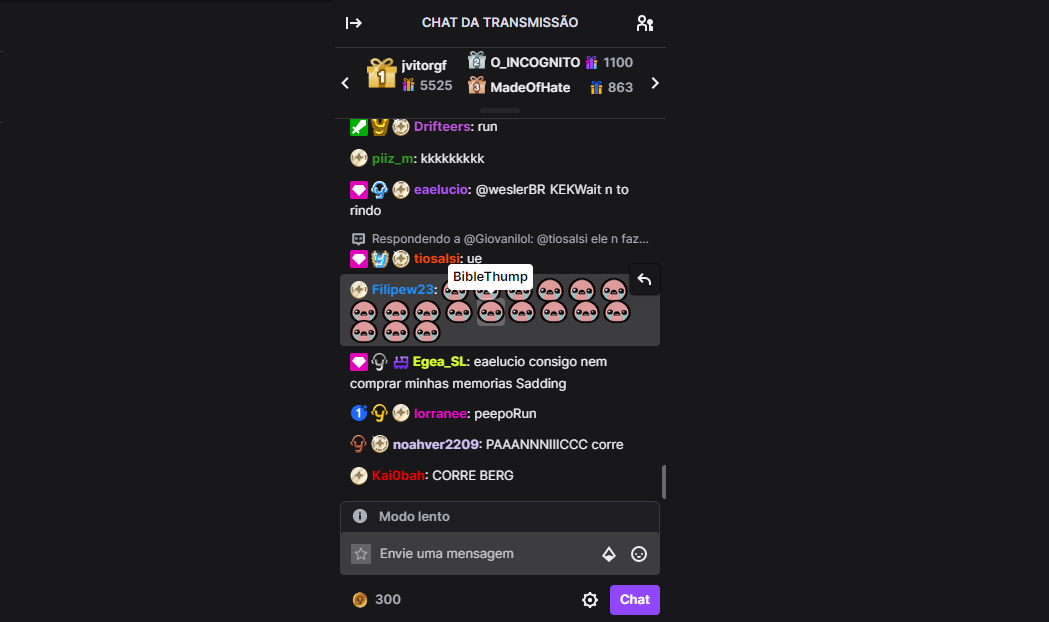 CHAT DA TRANSMISSÃO
1 jvitorgf 5525
2 O_INCOGNITO 1100
3 MadeOfHate 863
Drifteers: run
piiz_m: kkkkkkkkk
eaelucio: @weslerBR KEKWait n to
rindo
Respondendo a @Giovanilol: @tiosalsi ele n faz...
tiosalsi: ue
BibleThump
Filipew23:
Egea_SL: eaelucio consigo nem
comprar minhas memorias Sadding
1 lorranee: peepoRun
noahver2209: PAAANNNIIICCC corre
Kai0bah: CORRE BERG
Modo lento
Envie uma mensagem
300
Chat